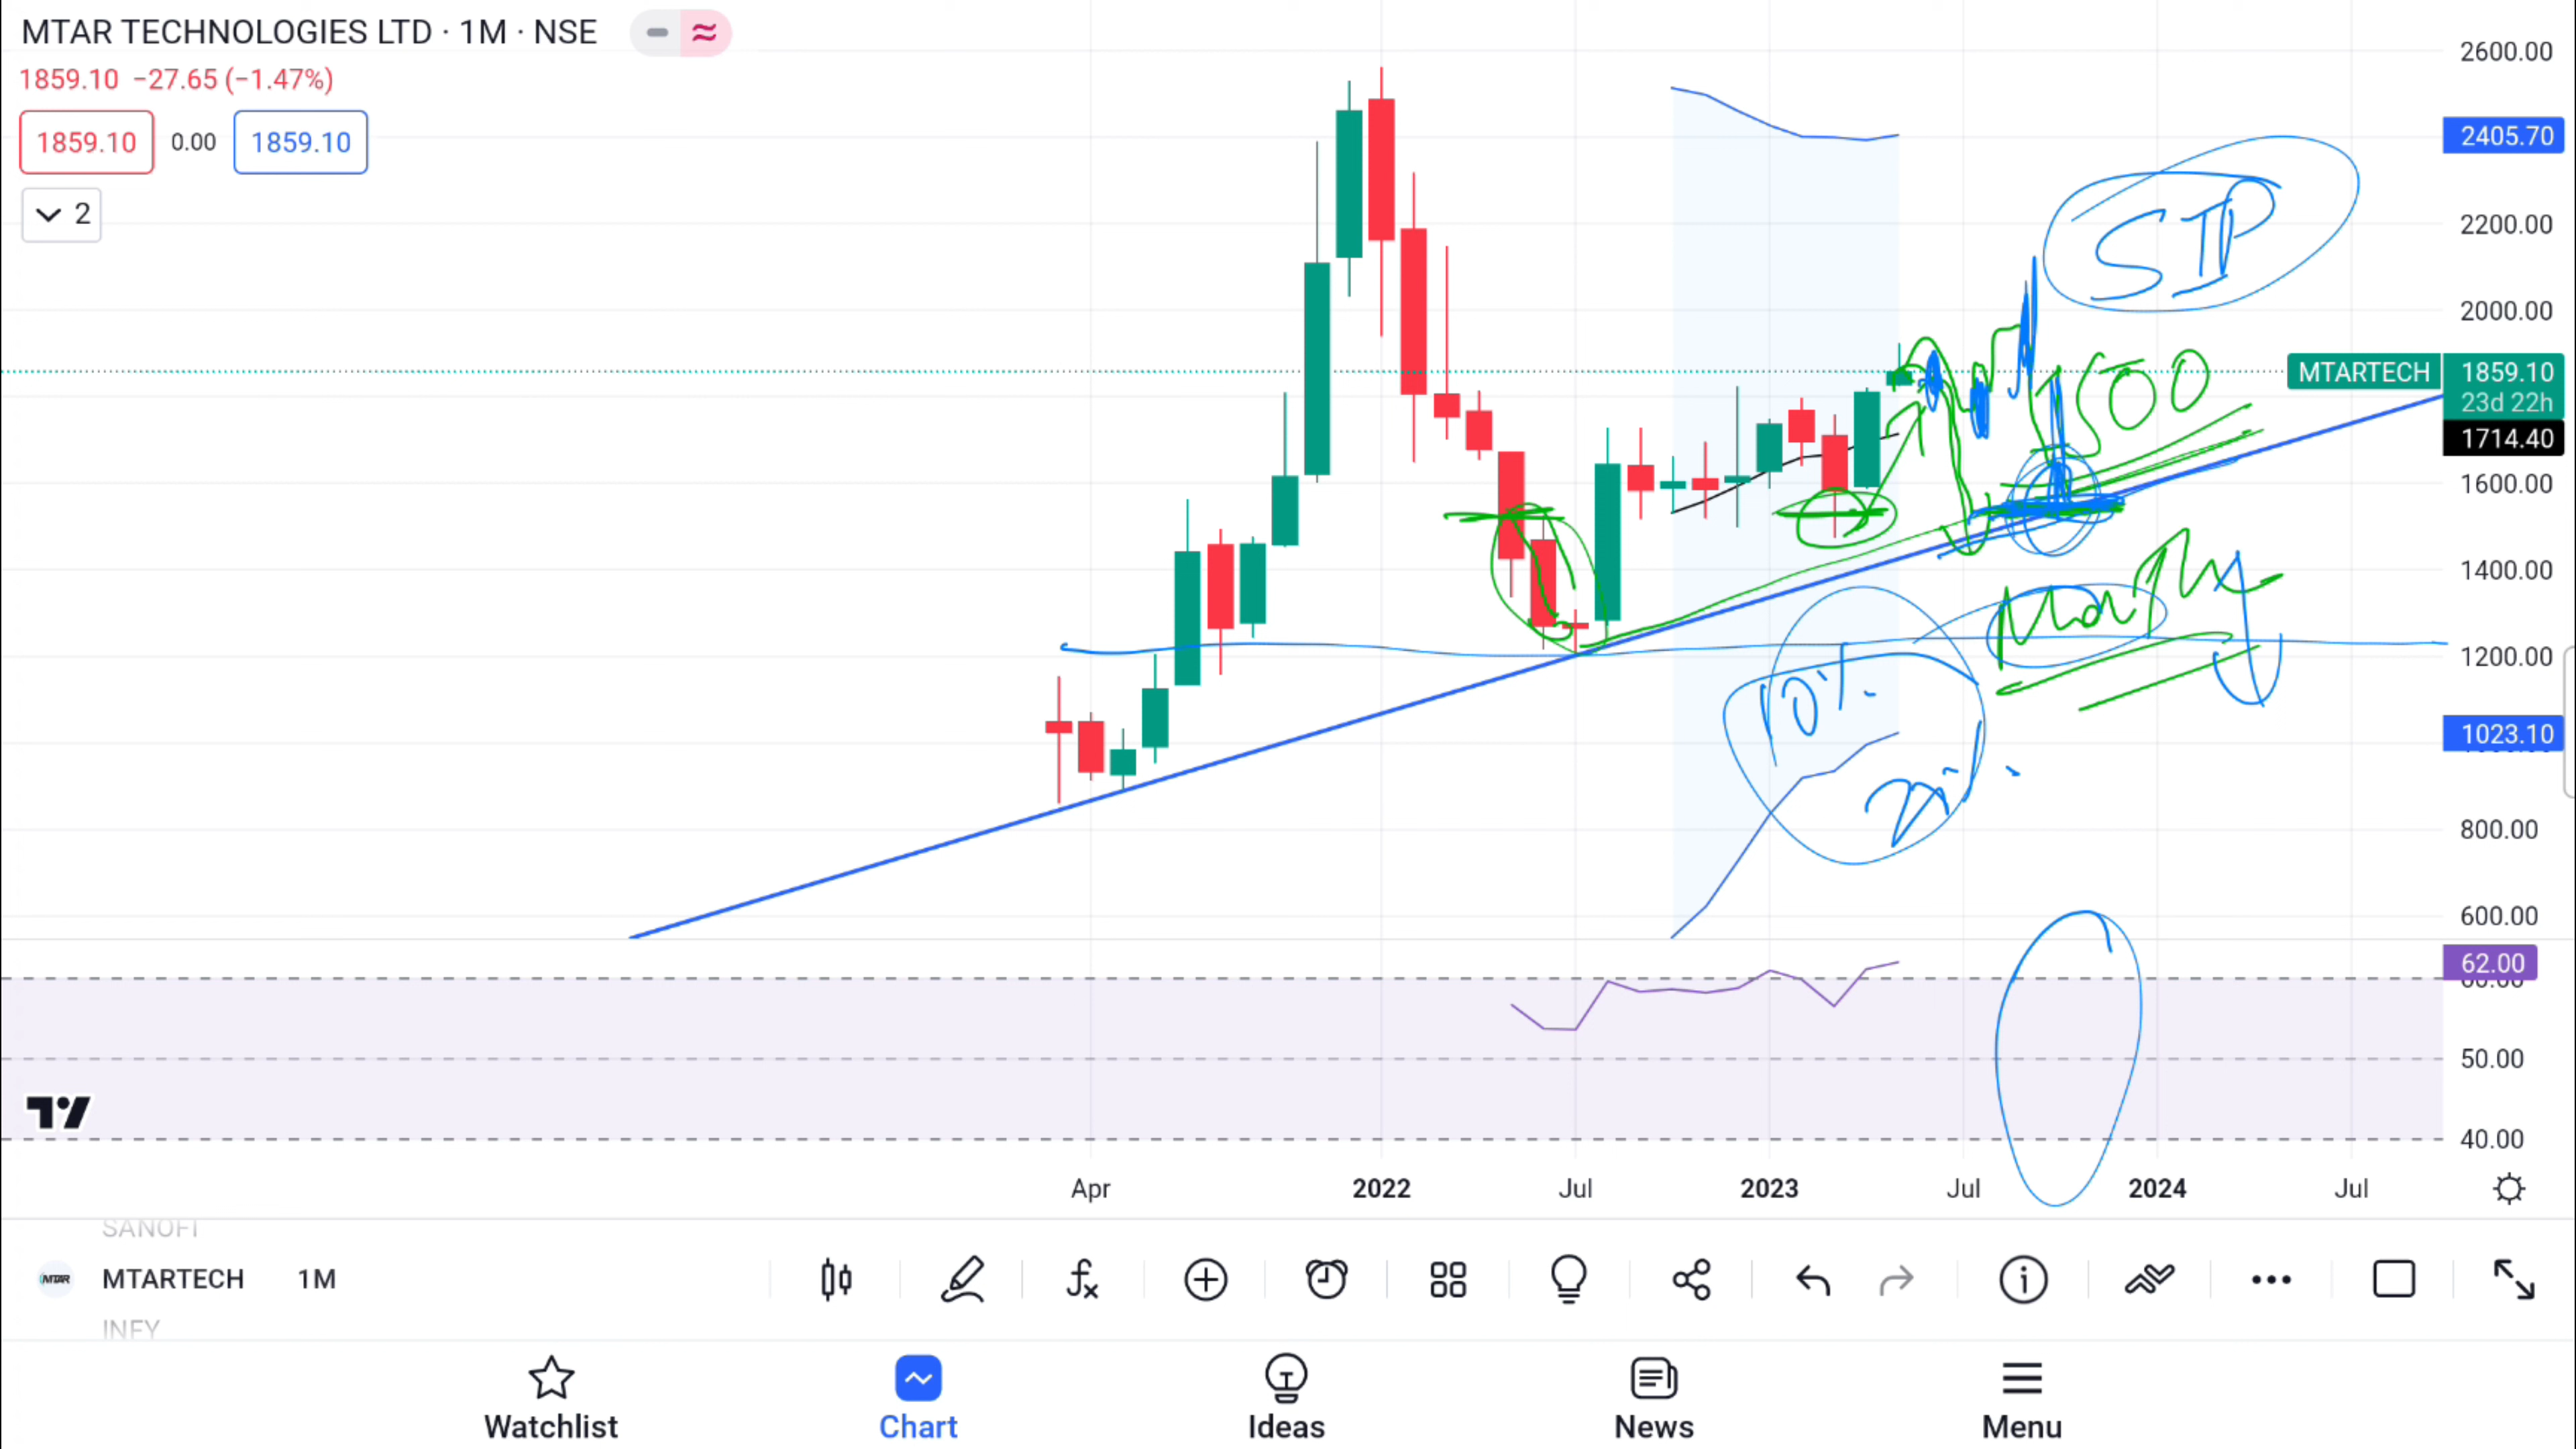 MTAR TECHNOLOGIES LTD · 1M · NSE
1859.10 −27.65 (−1.47%)
1859.10 0.00 1859.10
2
2600.00
2405.70
SIP
2200.00
2000.00
MTARTECH 1859.10
23d 22h
1500
1714.40
1600.00
1400.00
1200.00
10%
1023.10
800.00
600.00
62.00
50.00
40.00
Apr 2022 Jul 2023 Jul 2024 Jul
SANOFI
MTAR MTARTECH 1M
INFY
Watchlist Chart Ideas News Menu